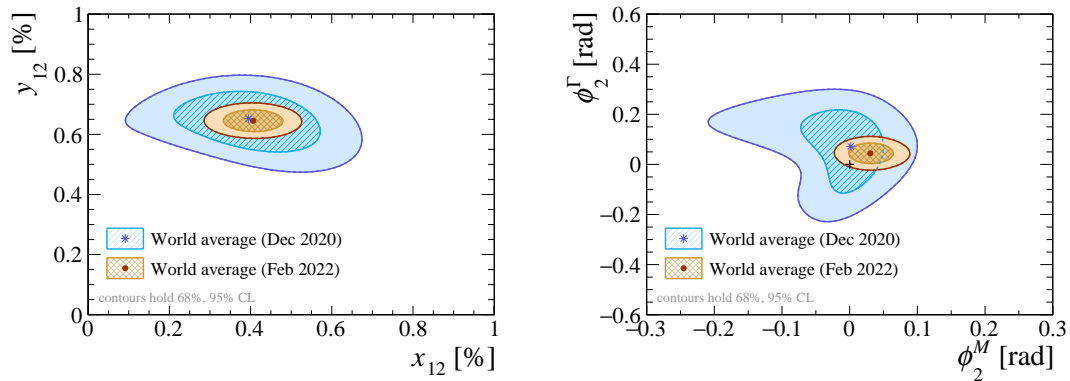 y₁₂ [%]
1
0.8
0.6
0.4
0.2
0
World average (Dec 2020)
World average (Feb 2022)
contours hold 68%, 95% CL
0 0.2 0.4 0.6 0.8 1
x₁₂ [%]
ϕ₂^Γ [rad]
0.6
0.4
0.2
0
−0.2
−0.4
−0.6
World average (Dec 2020)
World average (Feb 2022)
contours hold 68%, 95% CL
−0.3 −0.2 −0.1 0 0.1 0.2 0.3
ϕ₂^M [rad]